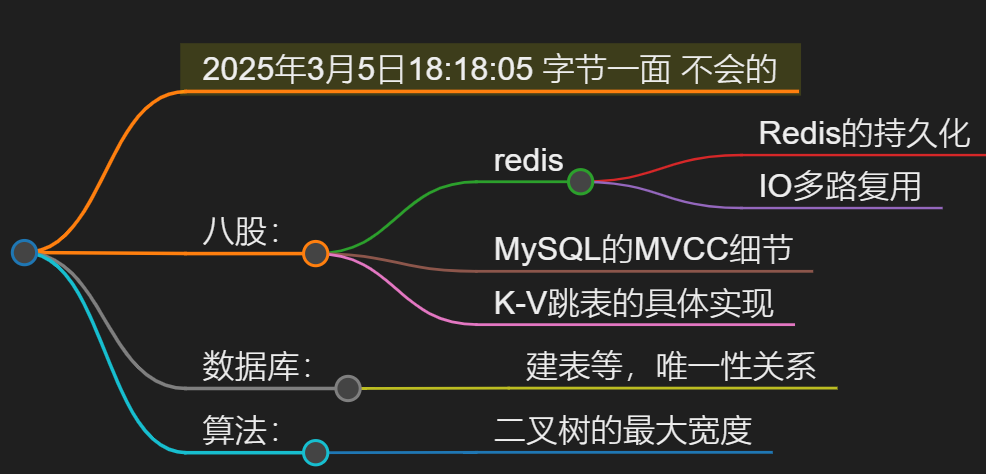 2025年3月5日18:18:05 字节一面 不会的
八股：
redis
Redis的持久化
IO多路复用
MySQL的MVCC细节
K-V跳表的具体实现
数据库：
建表等，唯一性关系
算法：
二叉树的最大宽度